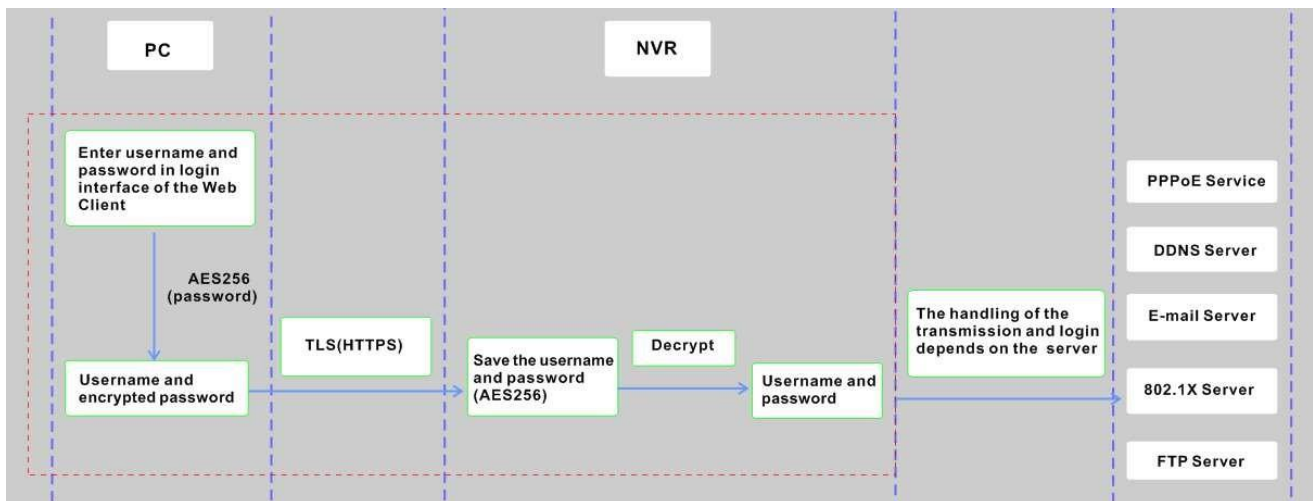 PC
NVR
Enter username and
password in login
interface of the Web
Client
AES256
(password)
Username and
encrypted password
TLS(HTTPS)
Save the username
and password
(AES256)
Decrypt
Username and
password
The handling of the
transmission and login
depends on the server
PPPoE Service
DDNS Server
E-mail Server
802.1X Server
FTP Server